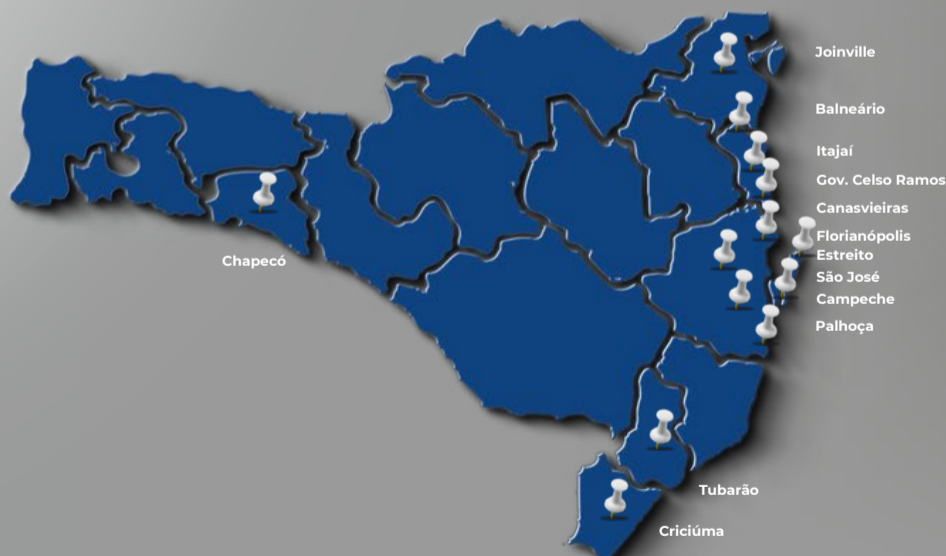 Joinville
Balneário
Itajaí
Gov. Celso Ramos
Canasvieiras
Florianópolis
Estreito
São José
Campeche
Palhoça
Chapecó
Tubarão
Criciúma